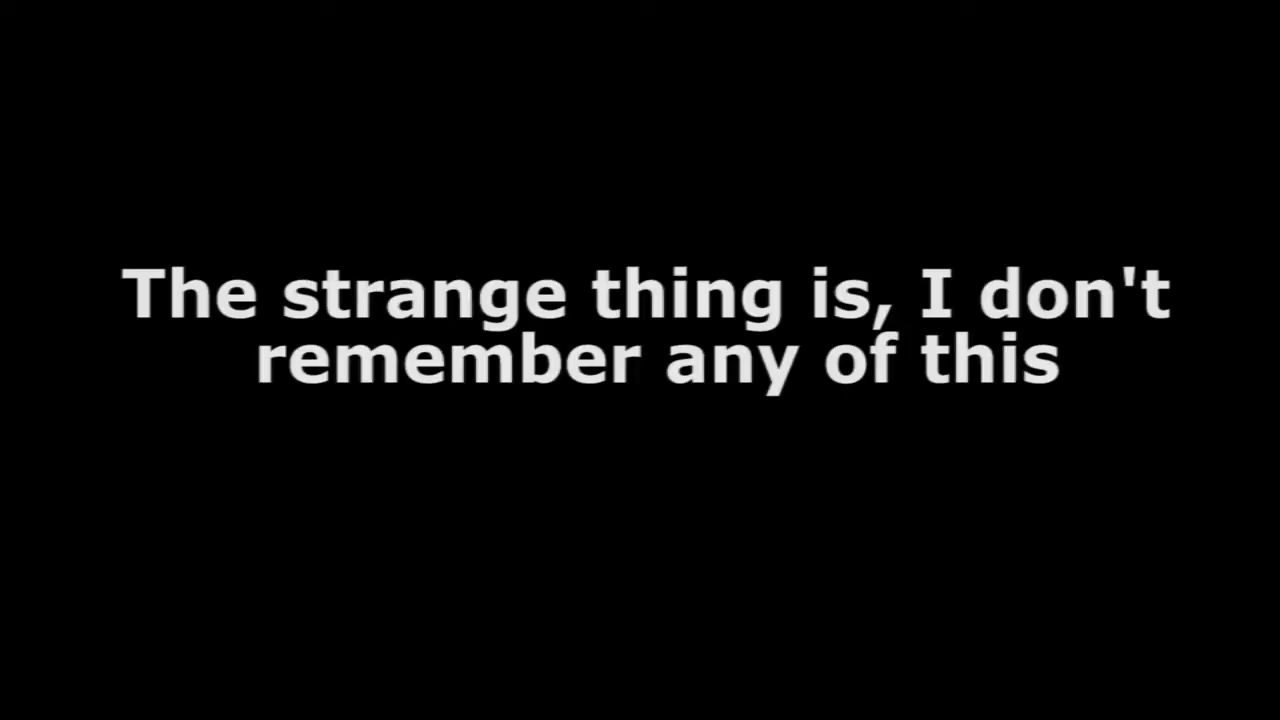 The strange thing is, I don't
remember any of this